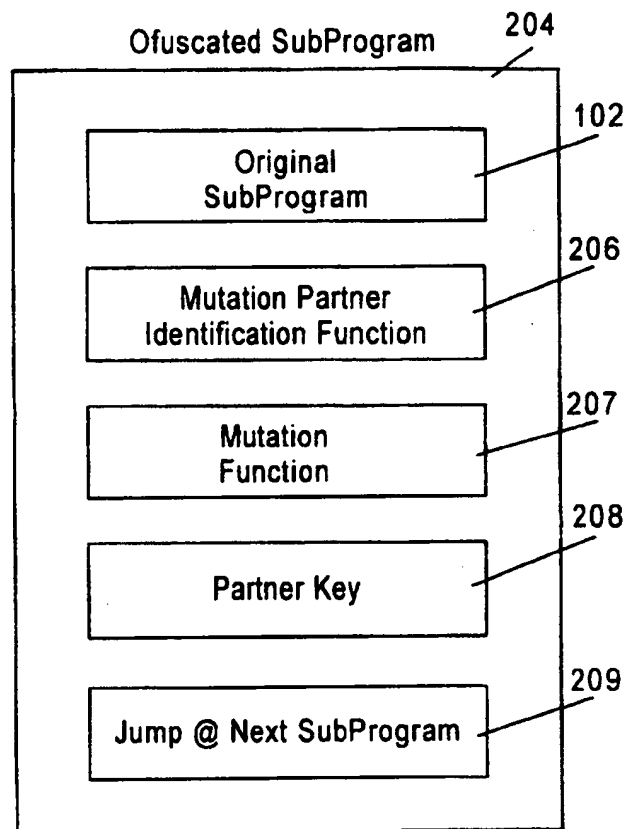 Ofuscated SubProgram
204
102
Original
SubProgram
206
Mutation Partner
Identification Function
207
Mutation
Function
208
Partner Key
209
Jump @ Next SubProgram